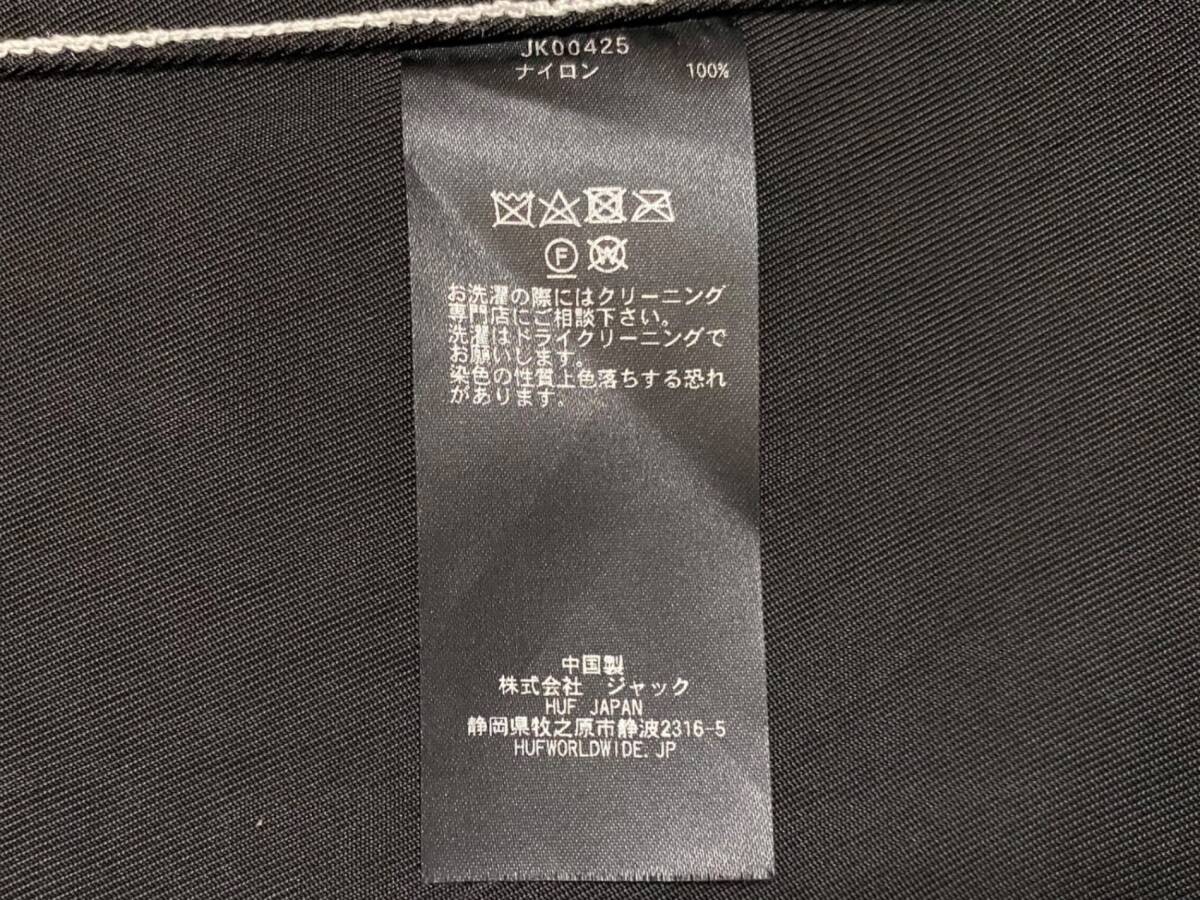 JK00425
ナイロン 100%
F W
お洗濯の際にはクリーニング
専門店にご相談下さい。
洗濯はドライクリーニングで
お願いします。
染色の性質上色落ちする恐れ
があります。
中国製
株式会社 ジャック
HUF JAPAN
静岡県牧之原市静波2316-5
HUFWORLDWIDE.JP